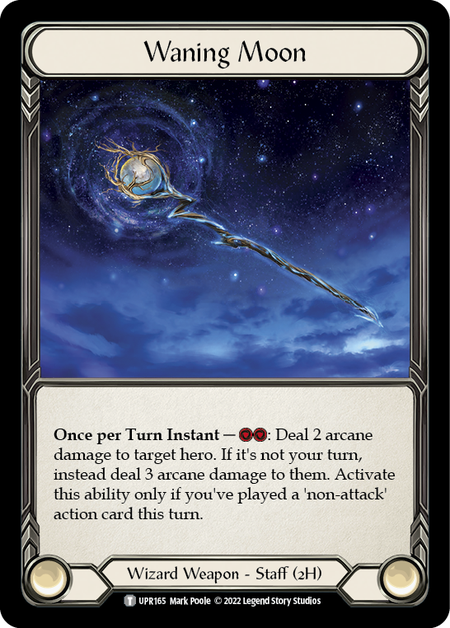 Waning Moon
Once per Turn Instant — : Deal 2 arcane
damage to target hero. If it's not your turn,
instead deal 3 arcane damage to them. Activate
this ability only if you've played a 'non-attack'
action card this turn.
Wizard Weapon - Staff (2H)
T UPR165 Mark Poole © 2022 Legend Story Studios